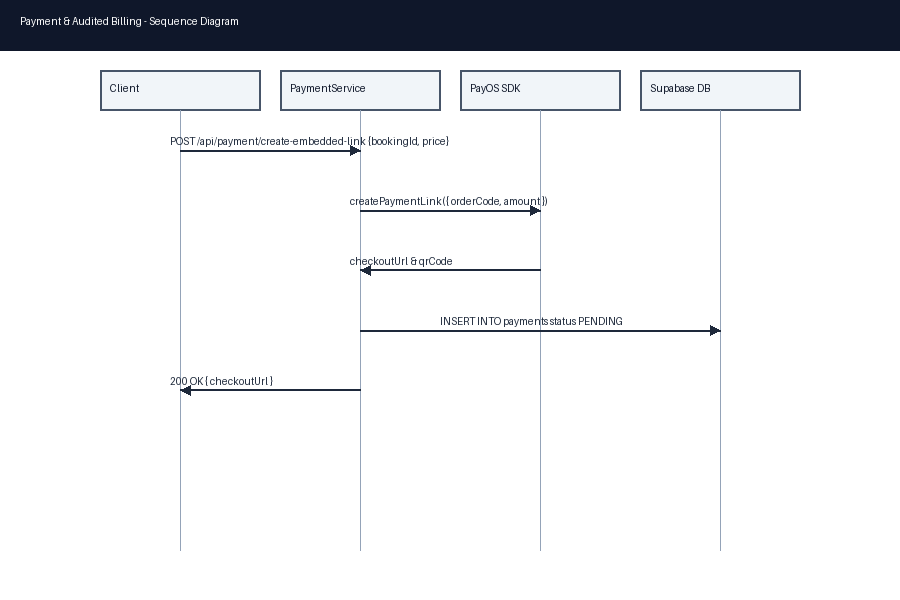 Payment & Audited Billing - Sequence Diagram
Client
PaymentService
PayOS SDK
Supabase DB
POST /api/payment/create-embedded-link {bookingId, price}
createPaymentLink({ orderCode, amount })
checkoutUrl & qrCode
INSERT INTO payments status PENDING
200 OK { checkoutUrl }